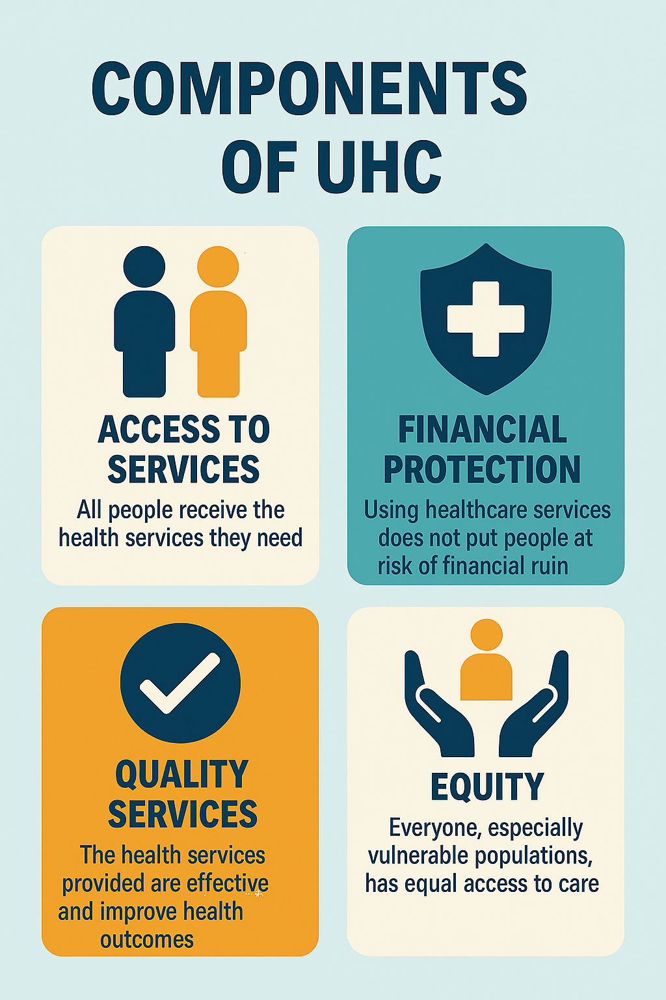 COMPONENTS
OF UHC
ACCESS TO
SERVICES
All people receive the
health services they need
FINANCIAL
PROTECTION
Using healthcare services
does not put people at
risk of financial ruin
QUALITY
SERVICES
The health services
provided are effective
and improve health
outcomes
EQUITY
Everyone, especially
vulnerable populations,
has equal access to care